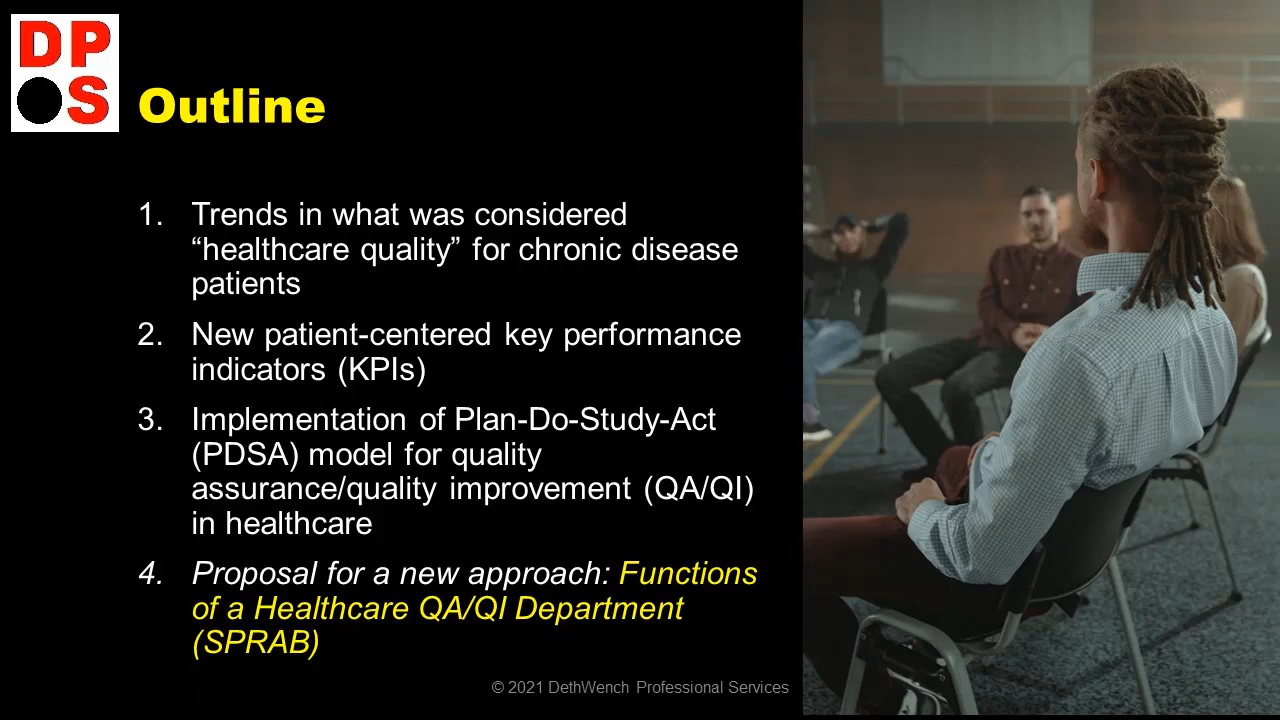 DP
S
Outline
1. Trends in what was considered
“healthcare quality” for chronic disease
patients
2. New patient-centered key performance
indicators (KPIs)
3. Implementation of Plan-Do-Study-Act
(PDSA) model for quality
assurance/quality improvement (QA/QI)
in healthcare
4. Proposal for a new approach: Functions
of a Healthcare QA/QI Department
(SPRAB)
© 2021 DethWench Professional Services